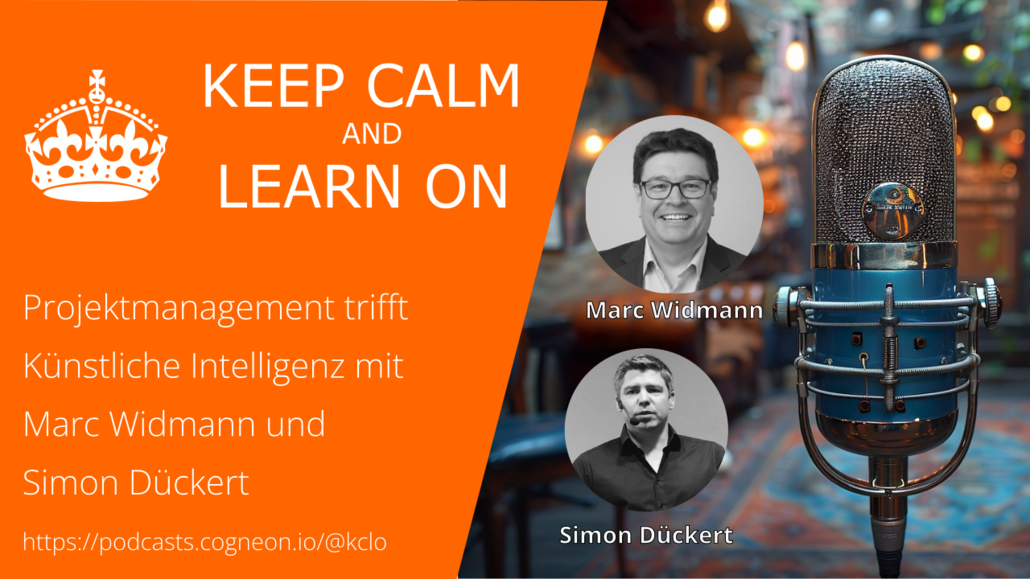 KEEP CALM
AND
LEARN ON
Projektmanagement trifft
Künstliche Intelligenz mit
Marc Widmann und
Simon Dückert
https://podcasts.cogneon.io/@kclo
Marc Widmann
Simon Dückert